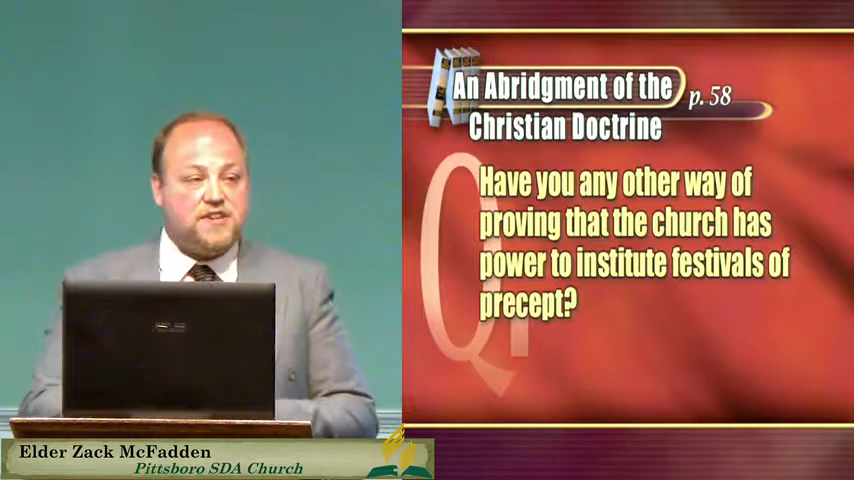 An Abridgment of the
p. 58
Christian Doctrine
Q.
Have you any other way of
proving that the church has
power to institute festivals of
precept?
ASUS
Elder Zack McFadden
Pittsboro SDA Church